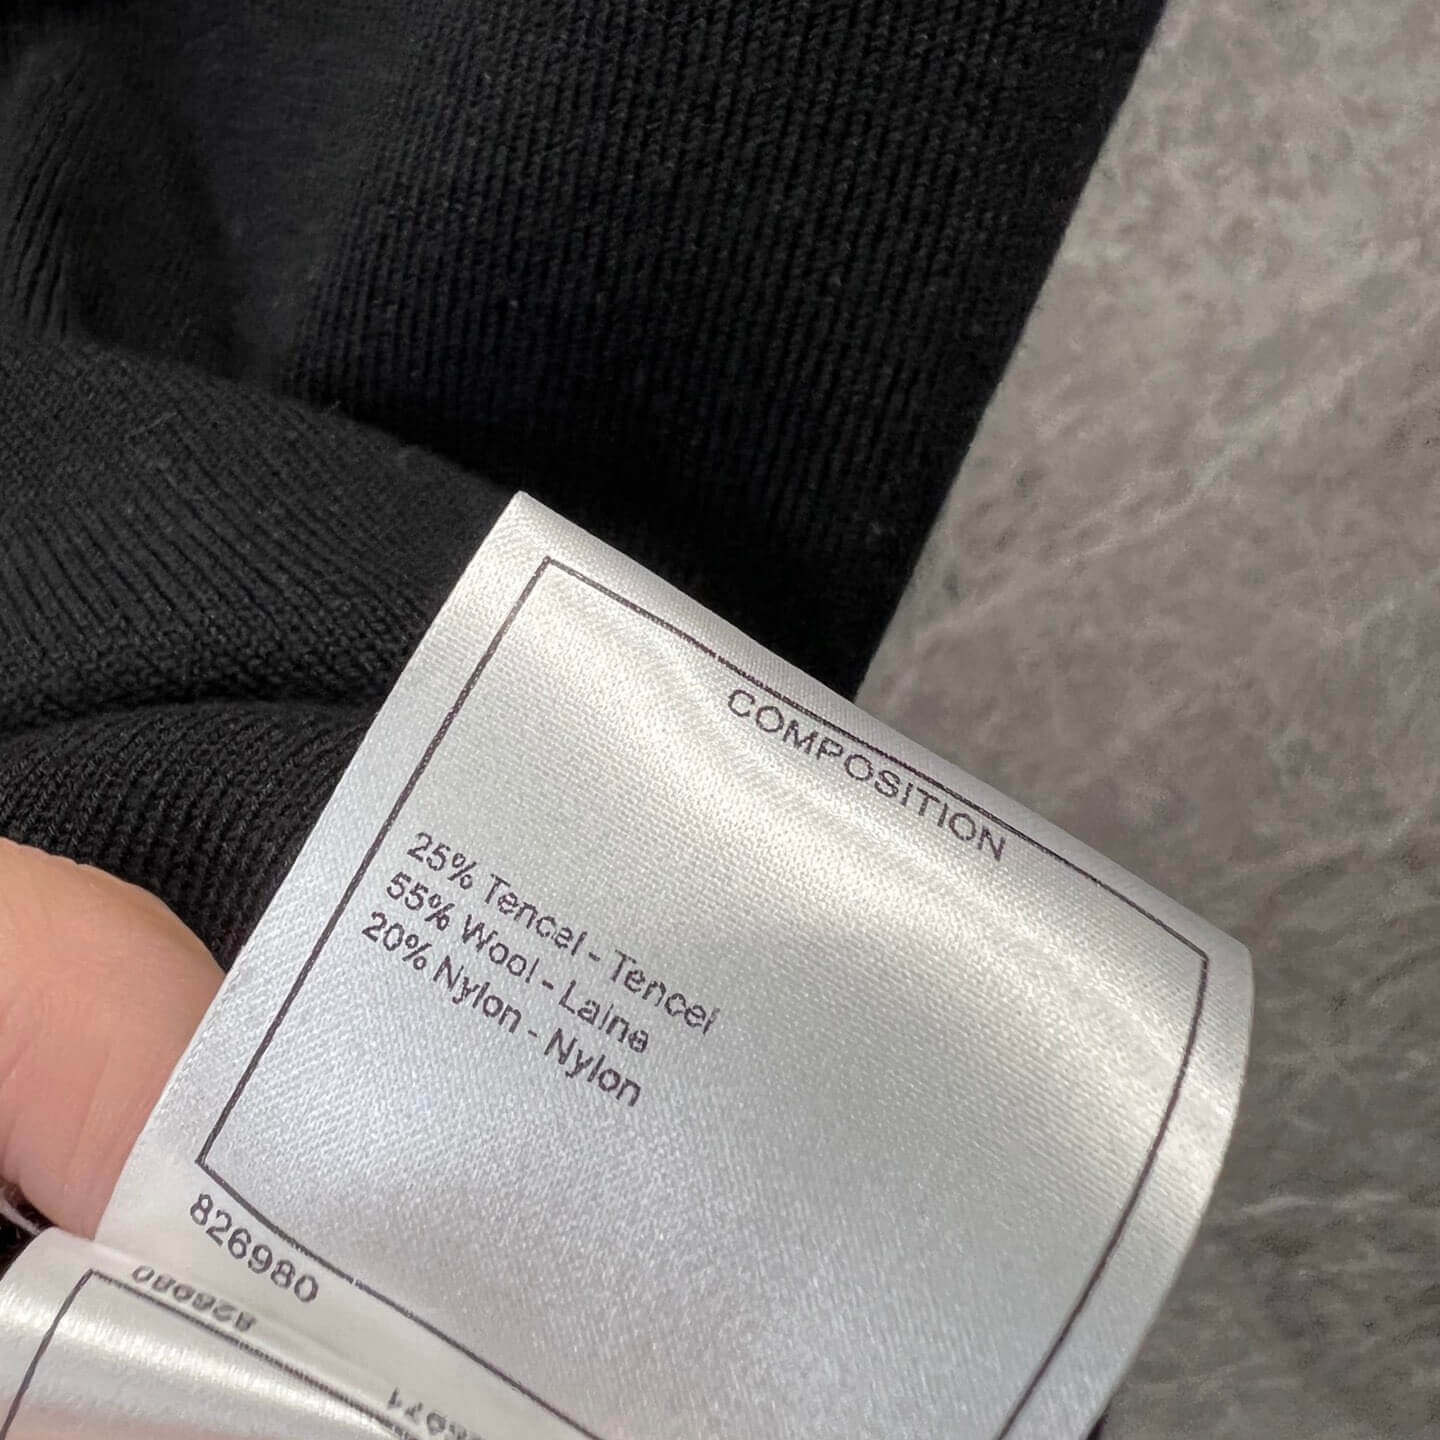 COMPOSITION
25% Tencel - Tencel
55% Wool - Laine
20% Nylon - Nylon
826980
826980